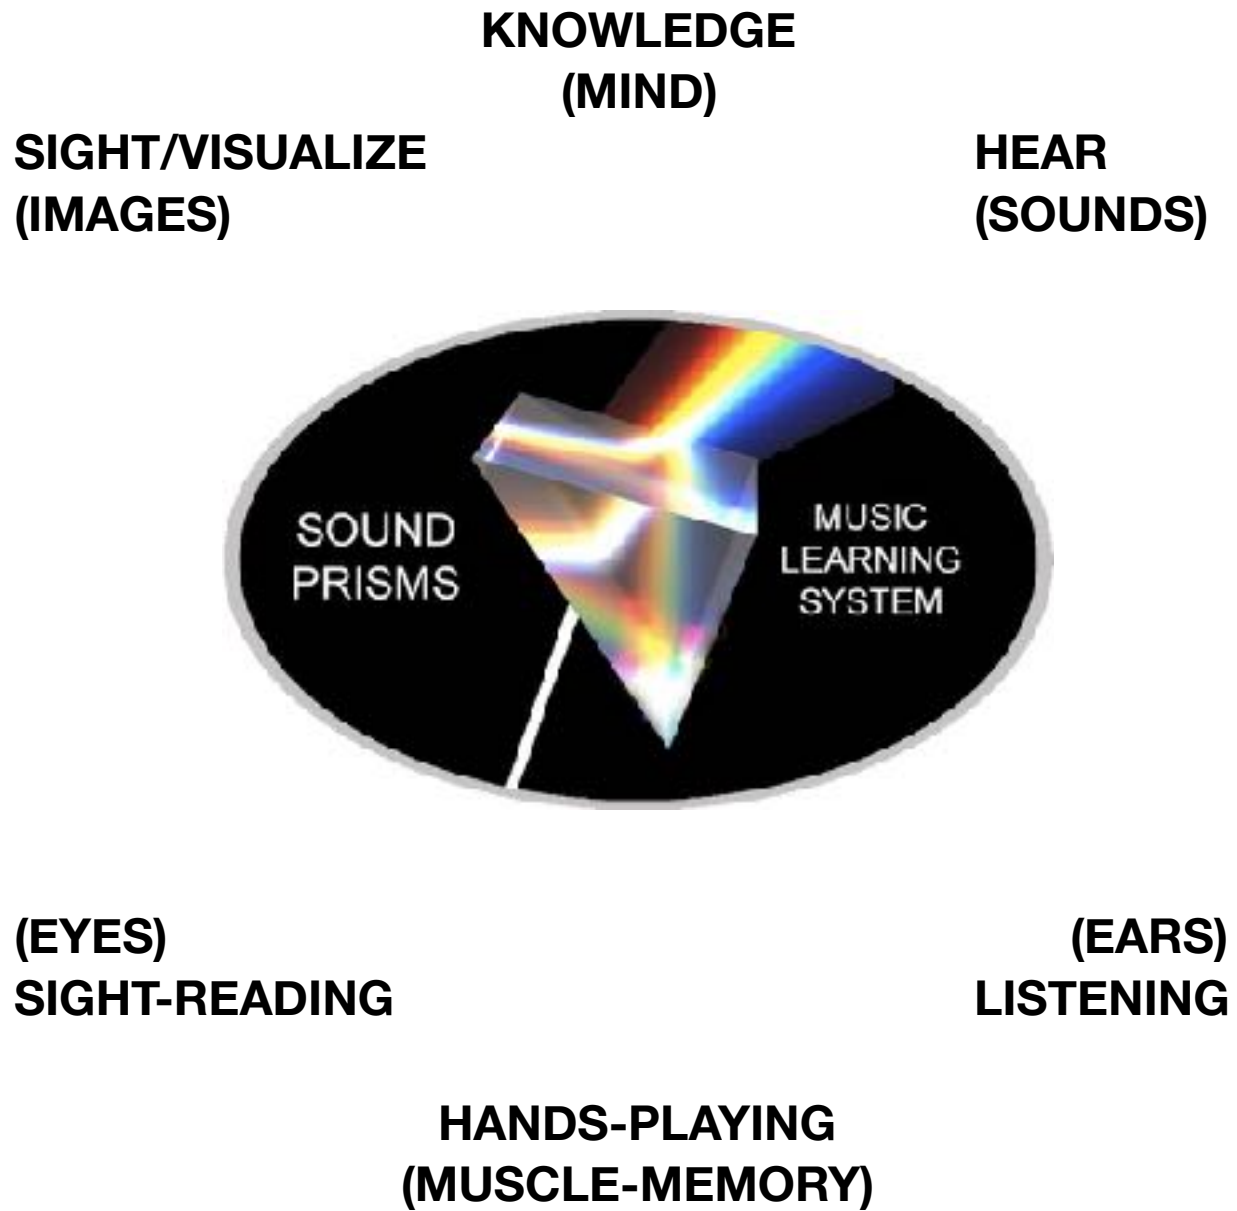 KNOWLEDGE
(MIND)
SIGHT/VISUALIZE
(IMAGES)
HEAR
(SOUNDS)
SOUND
PRISMS
MUSIC
LEARNING
SYSTEM
(EYES)
SIGHT-READING
(EARS)
LISTENING
HANDS-PLAYING
(MUSCLE-MEMORY)